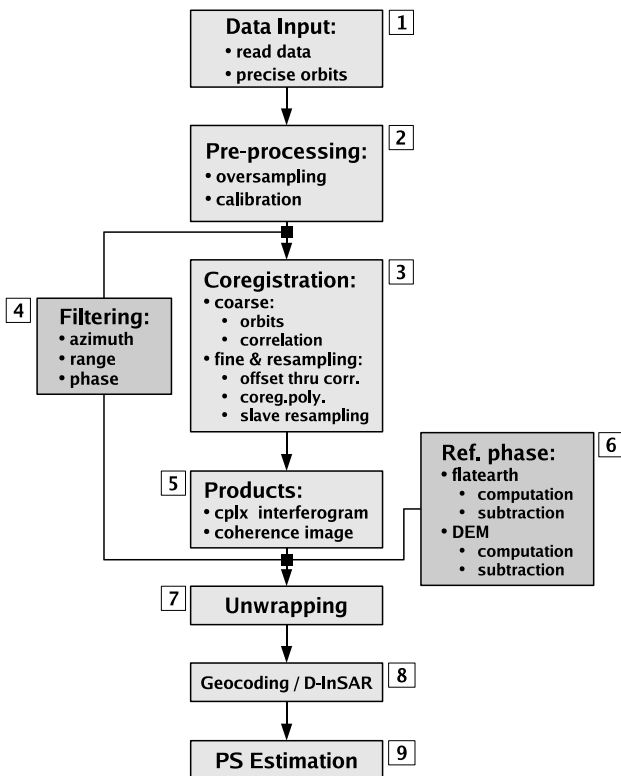 1
Data Input:
• read data
• precise orbits
2
Pre-processing:
• oversampling
• calibration
3
Coregistration:
• coarse:
• orbits
• correlation
• fine & resampling:
• offset thru corr.
• coreg.poly.
• slave resampling
4
Filtering:
• azimuth
• range
• phase
5
Products:
• cplx interferogram
• coherence image
6
Ref. phase:
• flatearth
• computation
• subtraction
• DEM
• computation
• subtraction
7
Unwrapping
8
Geocoding / D-InSAR
9
PS Estimation